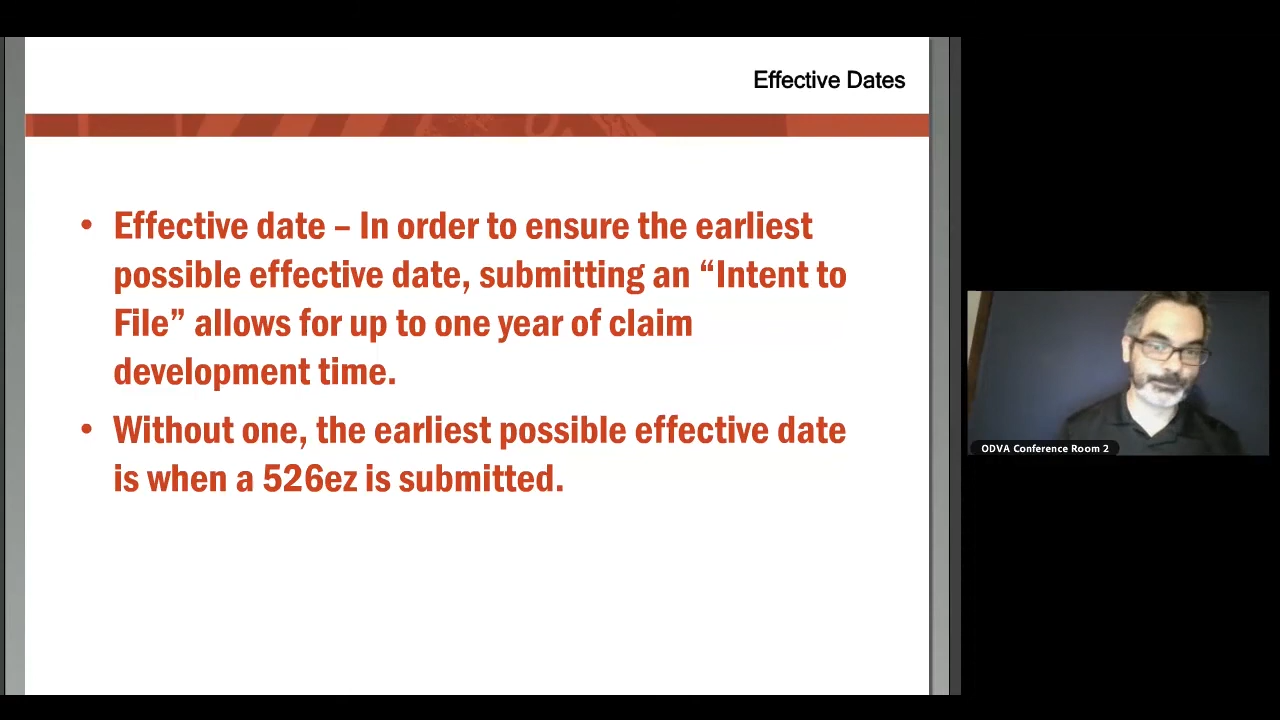 Effective Dates
• Effective date – In order to ensure the earliest
possible effective date, submitting an “Intent to
File” allows for up to one year of claim
development time.
• Without one, the earliest possible effective date
is when a 526ez is submitted.
ODVA Conference Room 2